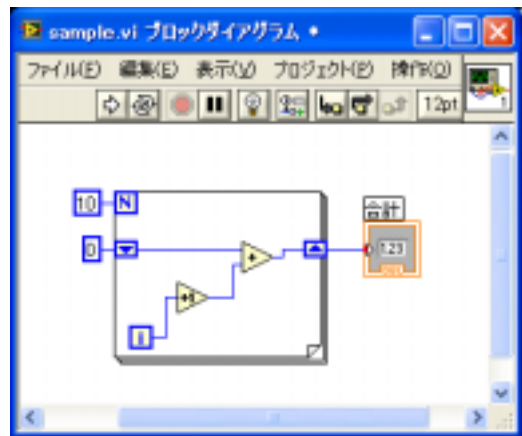 sample.vi ブロックダイアグラム •
ファイル(E) 編集(E) 表示(V) プロジェクト(P) 操作(O)
12pt
1
10
N
合計
0
+
1.23
+1
i